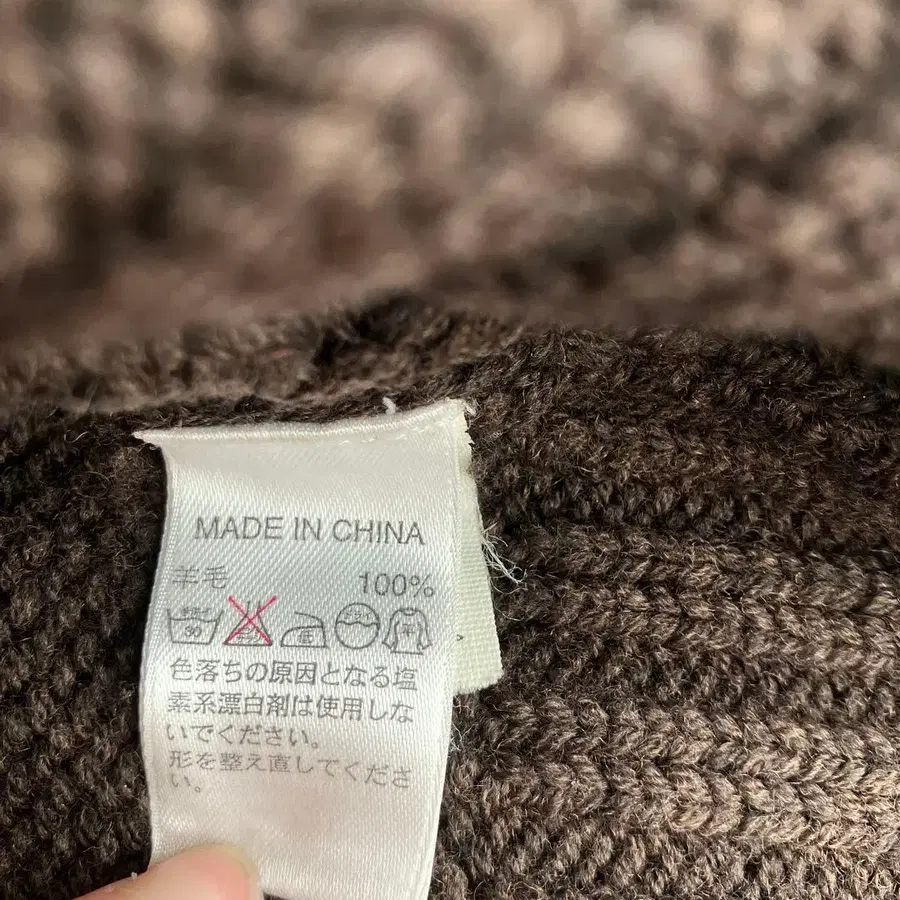 MADE IN CHINA
羊毛 100%
30 低
色落ちの原因となる塩
素系漂白剤は使用しな
いでください。
形を整え直してくださ
い。